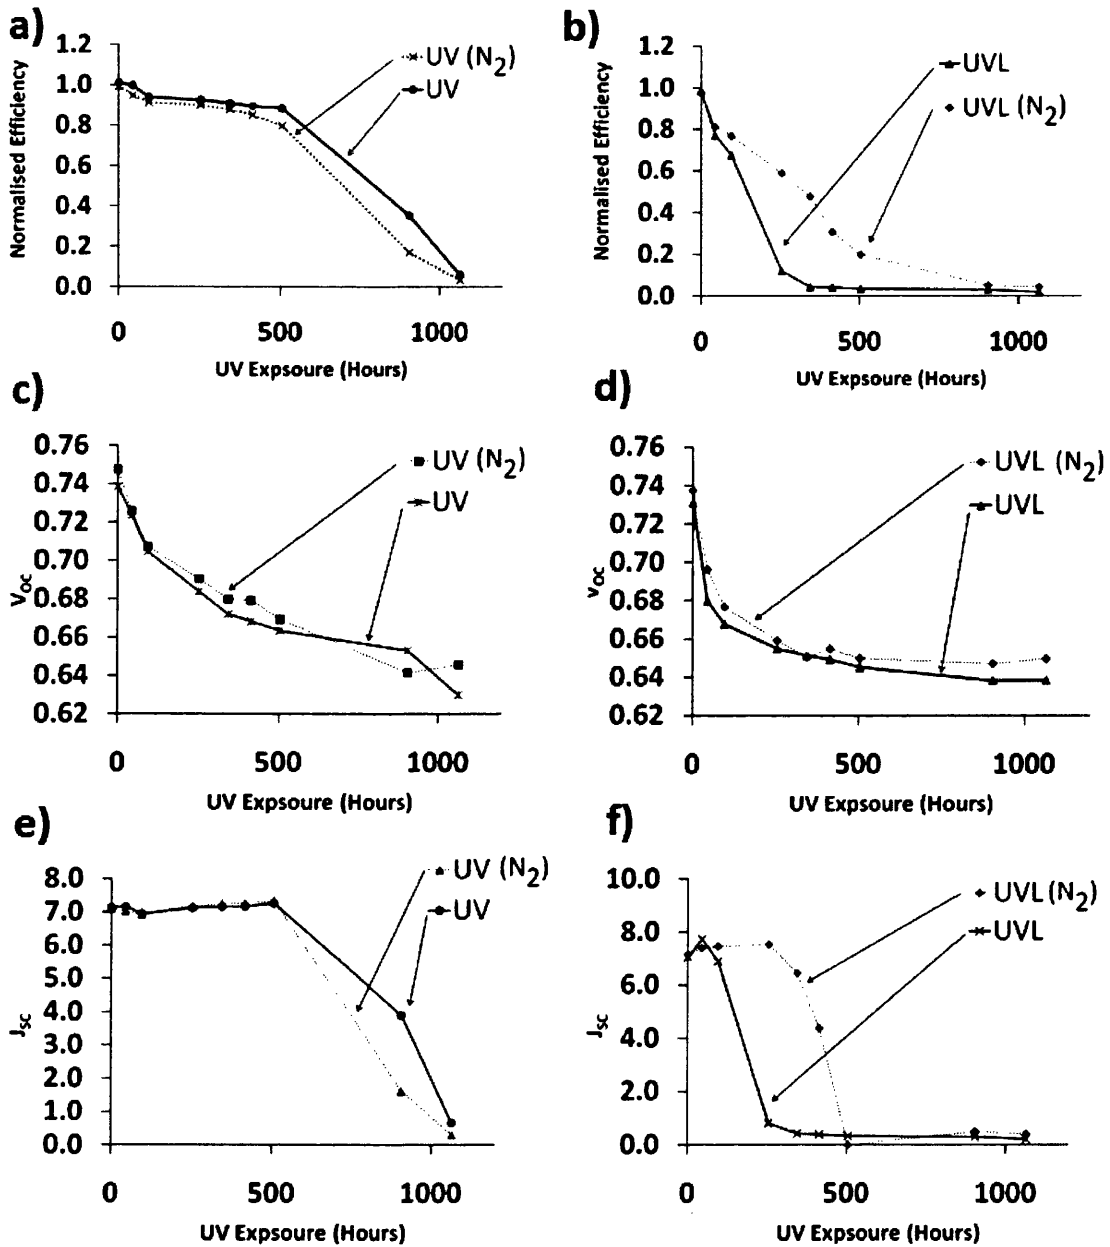 a)
1.2
1.0
0.8
0.6
0.4
0.2
0.0
Normalised Efficiency
UV (N2)
UV
0 500 1000
UV Expsoure (Hours)
b)
1.2
1.0
0.8
0.6
0.4
0.2
0.0
Normalised Efficiency
UVL
UVL (N2)
0 500 1000
UV Expsoure (Hours)
c)
0.76
0.74
0.72
0.70
0.68
0.66
0.64
0.62
Voc
UV (N2)
UV
0 500 1000
UV Expsoure (Hours)
d)
0.76
0.74
0.72
0.70
0.68
0.66
0.64
0.62
Voc
UVL (N2)
UVL
0 500 1000
UV Expsoure (Hours)
e)
8.0
7.0
6.0
5.0
4.0
3.0
2.0
1.0
0.0
Jsc
UV (N2)
UV
0 500 1000
UV Expsoure (Hours)
f)
10.0
8.0
6.0
4.0
2.0
0.0
Jsc
UVL (N2)
UVL
0 500 1000
UV Expsoure (Hours)